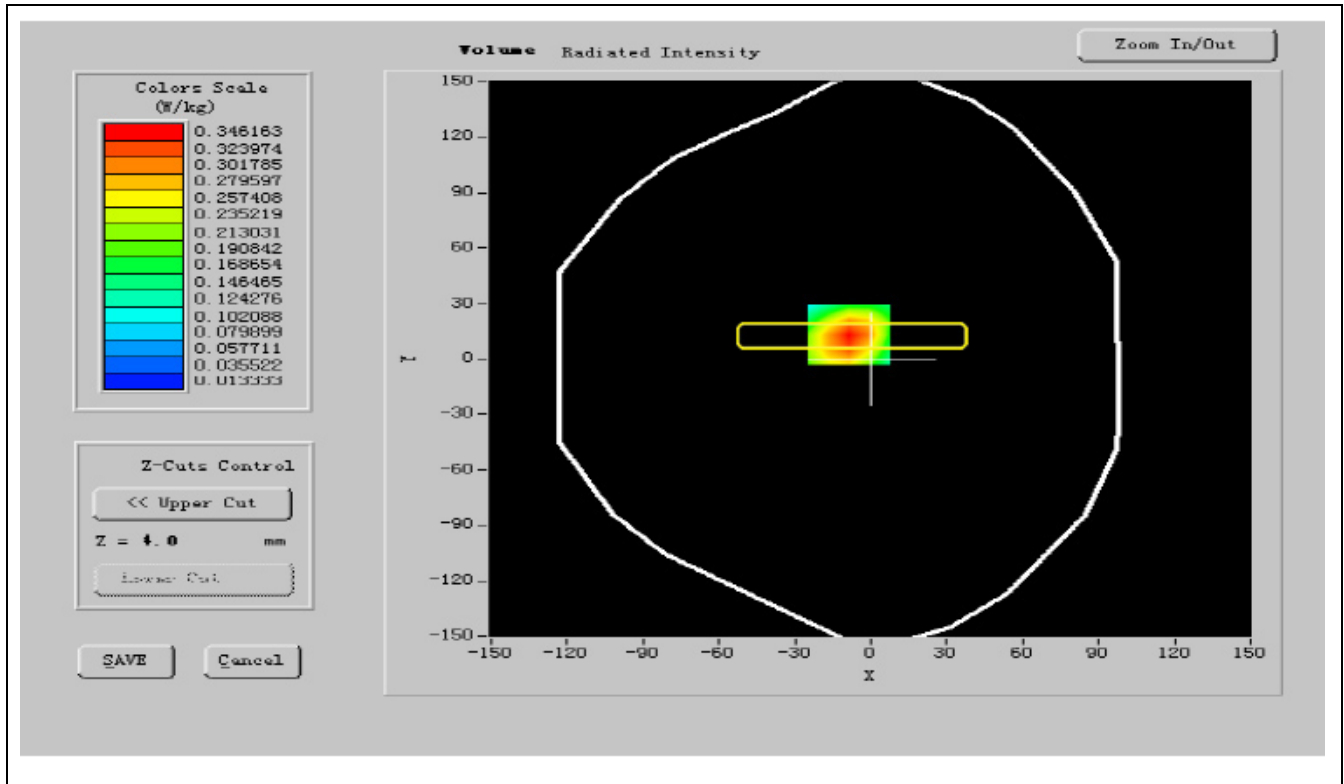 Volume Radiated Intensity
Zoom In/Out
Colors Scale
(W/kg)
0.346163
0.323974
0.301785
0.279597
0.257408
0.235219
0.213031
0.190842
0.168654
0.146465
0.124276
0.102088
0.079899
0.057711
0.035522
0.013333
Z-Cuts Control
<< Upper Cut
Z = 4.0 mm
Lower Cut
SAVE Cancel
150
120
90
60
30
0
-30
-60
-90
-120
-150
-150 -120 -90 -60 -30 0 30 60 90 120 150
X